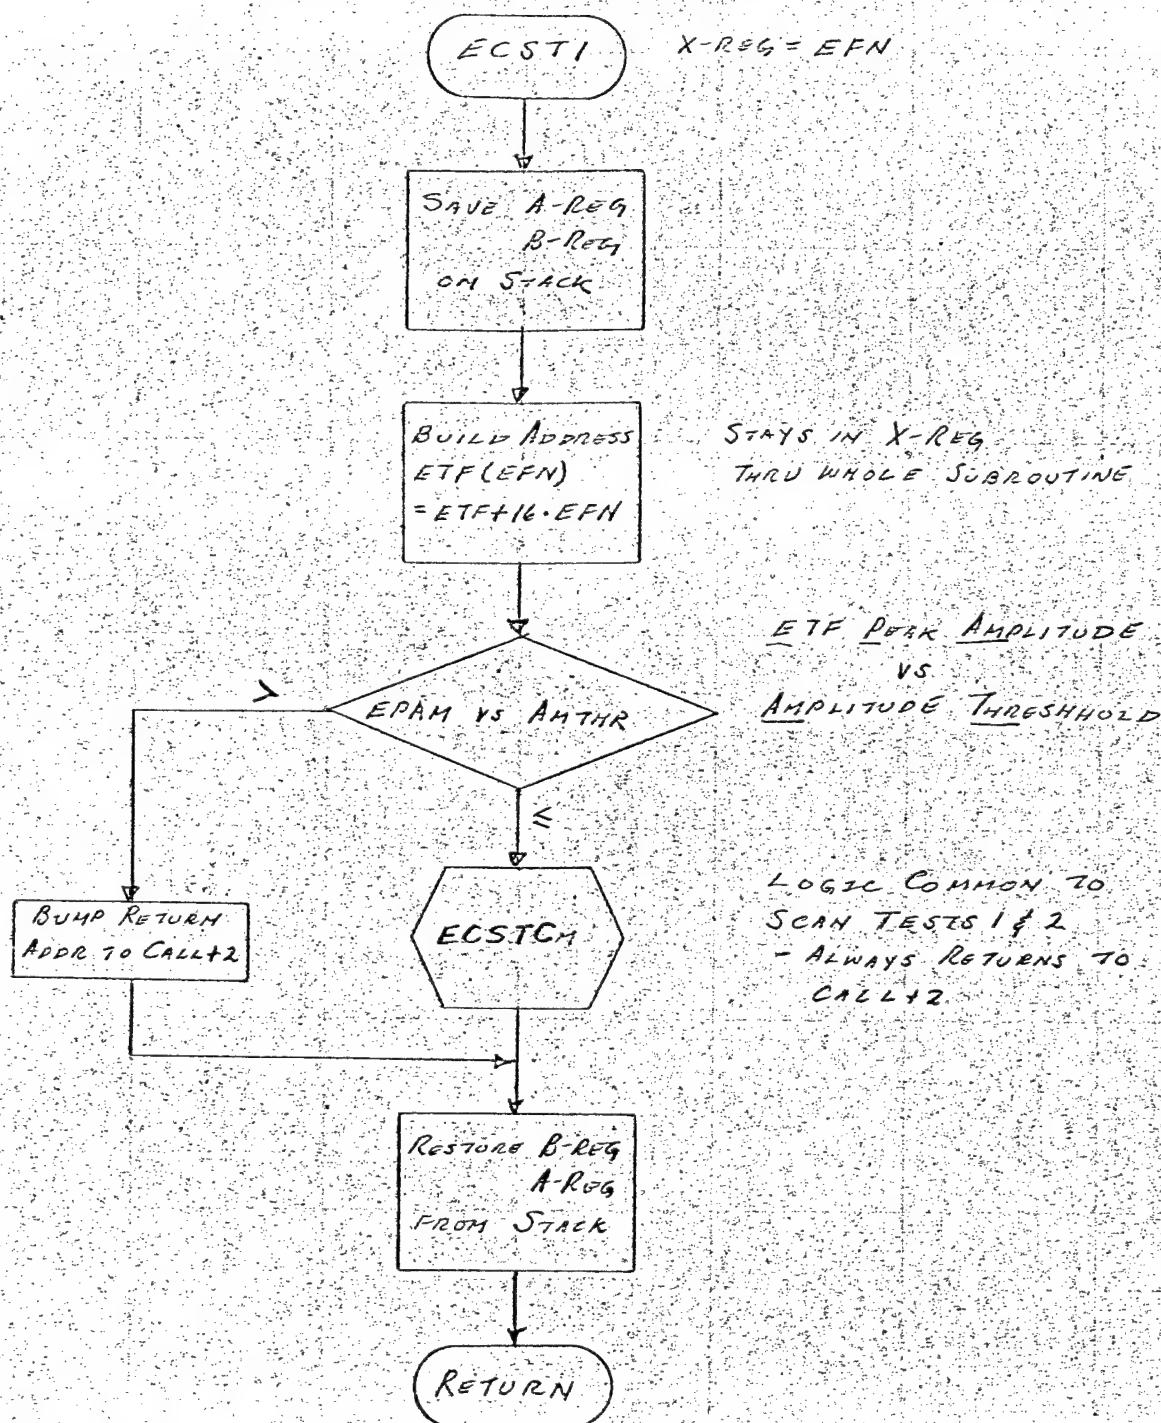 ECST1
X-REG = EFN
SAVE A-REG
B-REG
ON STACK
BUILD ADDRESS
ETF(EFN)
= ETF+16·EFN
STAYS IN X-REG
THRU WHOLE SUBROUTINE
ETF PEAK AMPLITUDE
VS
AMPLITUDE THRESHHOLD
>
EPAM VS AMTHR
≤
BUMP RETURN
ADDR TO CALL+2
ECSTCM
LOGIC COMMON TO
SCAN TESTS 1 & 2
- ALWAYS RETURNS TO
CALL+2
RESTORE B-REG
A-REG
FROM STACK
RETURN